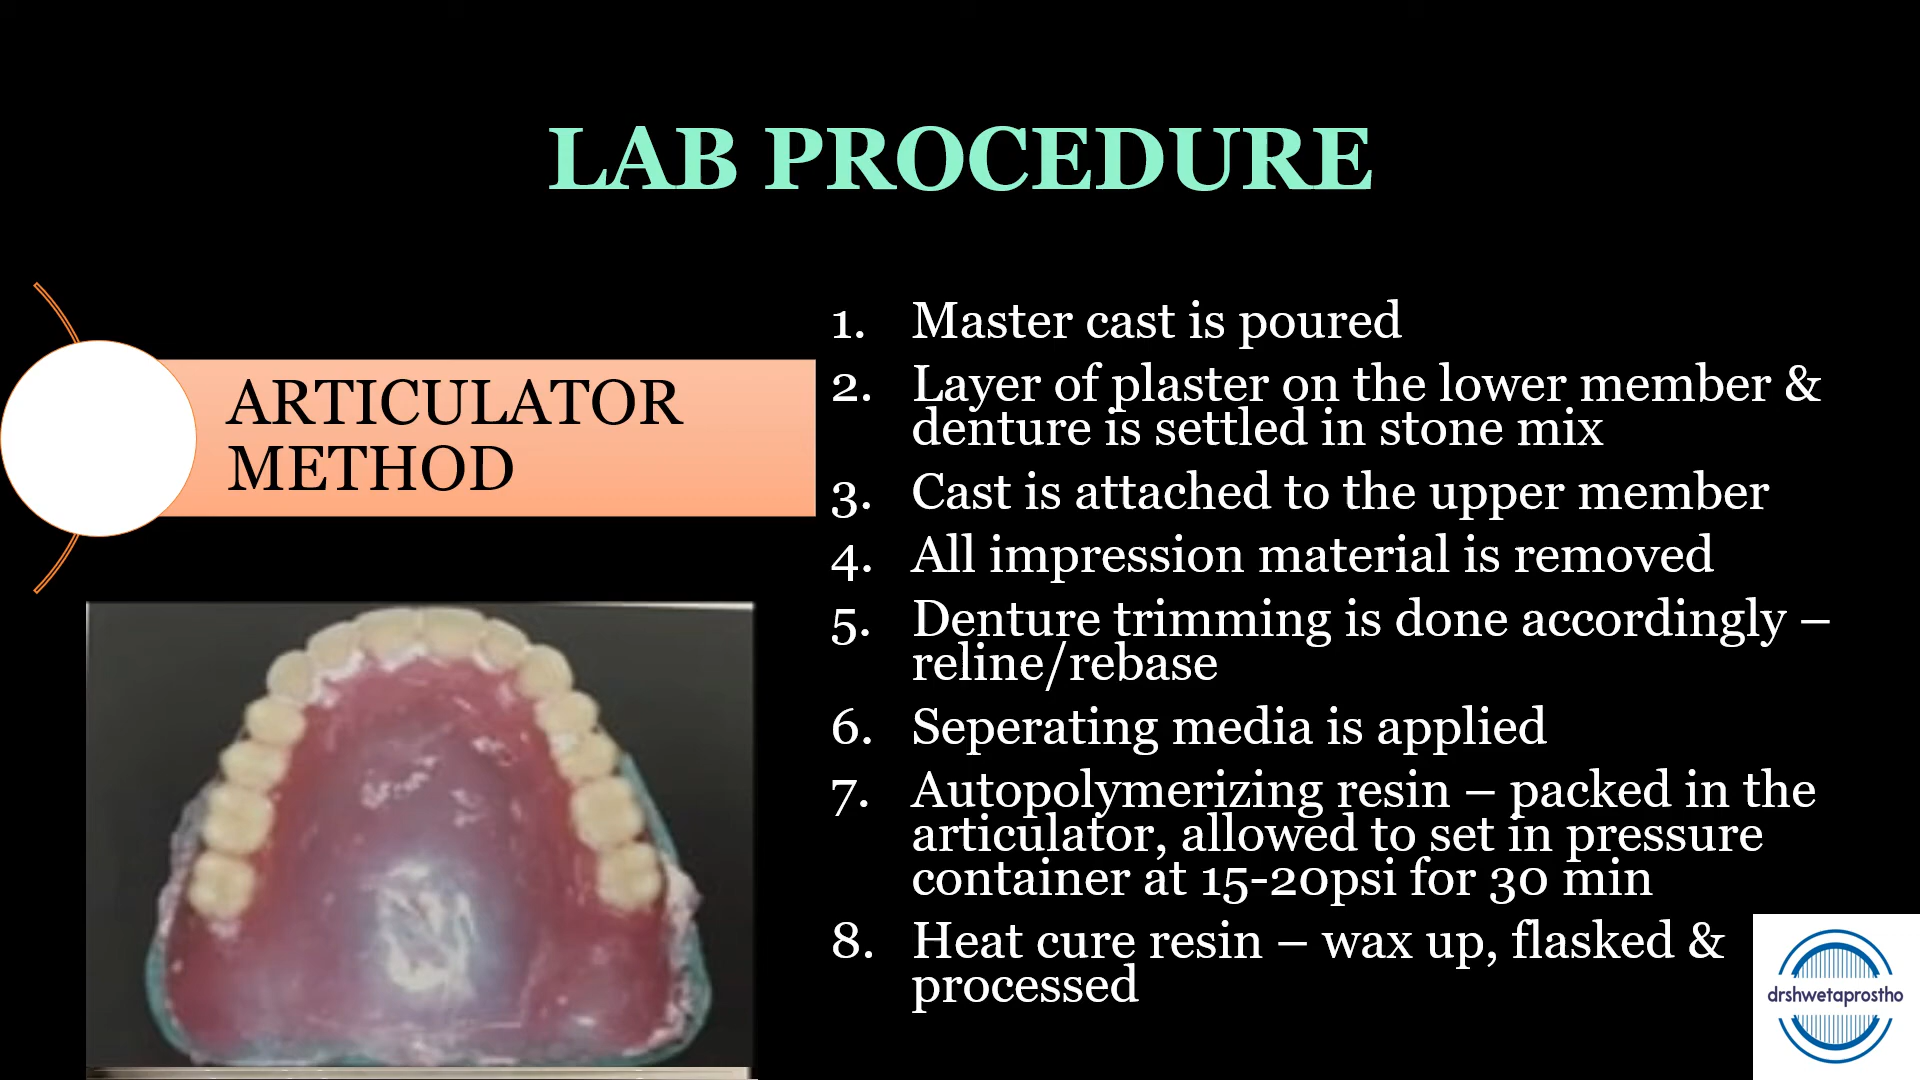 LAB PROCEDURE
ARTICULATOR
METHOD
1. Master cast is poured
2. Layer of plaster on the lower member &
denture is settled in stone mix
3. Cast is attached to the upper member
4. All impression material is removed
5. Denture trimming is done accordingly –
reline/rebase
6. Seperating media is applied
7. Autopolymerizing resin – packed in the
articulator, allowed to set in pressure
container at 15-20psi for 30 min
8. Heat cure resin – wax up, flasked &
processed
drshwetaprostho